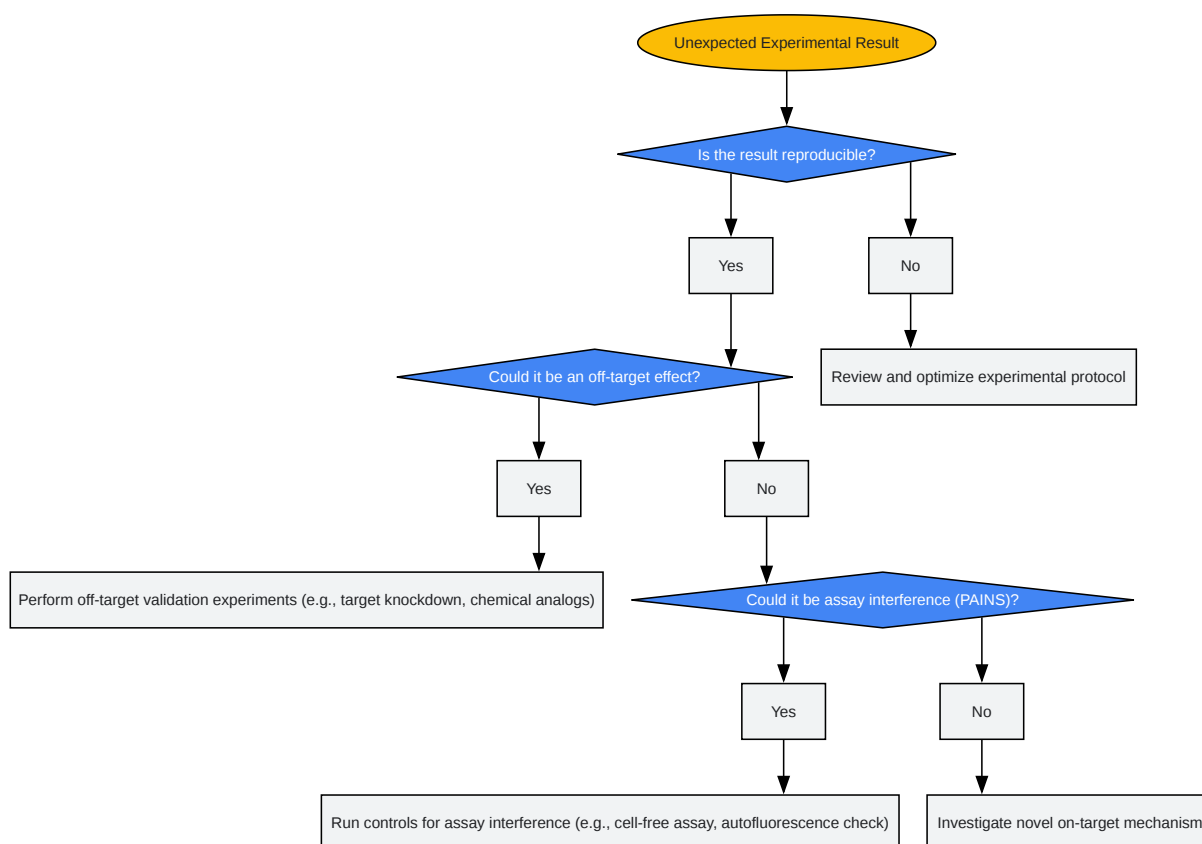 Unexpected Experimental Result
Is the result reproducible?
Yes
No
Could it be an off-target effect?
Review and optimize experimental protocol
Yes
No
Perform off-target validation experiments (e.g., target knockdown, chemical analogs)
Could it be assay interference (PAINS)?
Yes
No
Run controls for assay interference (e.g., cell-free assay, autofluorescence check)
Investigate novel on-target mechanism